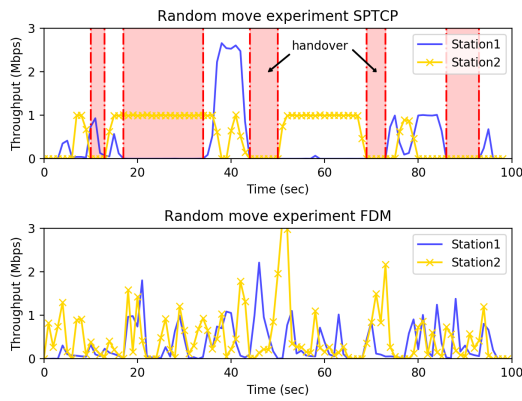 Random move experiment SPTCP
Throughput (Mbps)
3
2
1
0
handover
Station1
Station2
0 20 40 60 80 100
Time (sec)
Random move experiment FDM
Throughput (Mbps)
3
2
1
0
Station1
Station2
0 20 40 60 80 100
Time (sec)